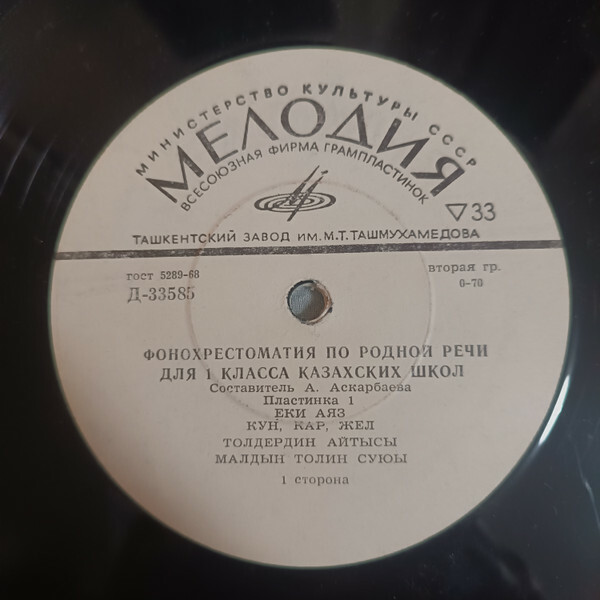 МИНИСТЕРСТВО КУЛЬТУРЫ СССР
МЕЛОДИЯ
ВСЕСОЮЗНАЯ ФИРМА ГРАМПЛАСТИНОК
▽33
ТАШКЕНТСКИЙ ЗАВОД ИМ. М.Т. ТАШМУХАМЕДОВА
гост 5289-68
вторая гр.
Д-33585
0-70
ФОНОХРЕСТОМАТИЯ ПО РОДНОЙ РЕЧИ
ДЛЯ 1 КЛАССА КАЗАХСКИХ ШКОЛ
Составитель А. Аскарбаева
Пластинка 1
ЕКИ АЯЗ
КУН, КАР, ЖЕЛ
ТОЛДЕРДИН АЙТЫСЫ
МАЛДЫН ТОЛИН СУЮЫ
1 сторона